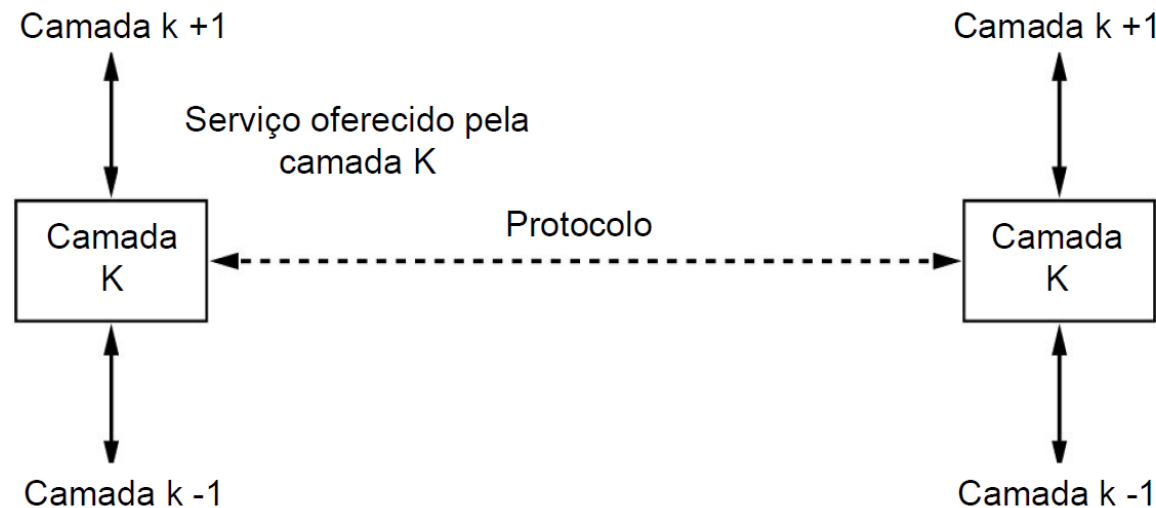 Camada k +1
Camada k +1
Serviço oferecido pela
camada K
Protocolo
Camada
K
Camada
K
Camada k -1
Camada k -1